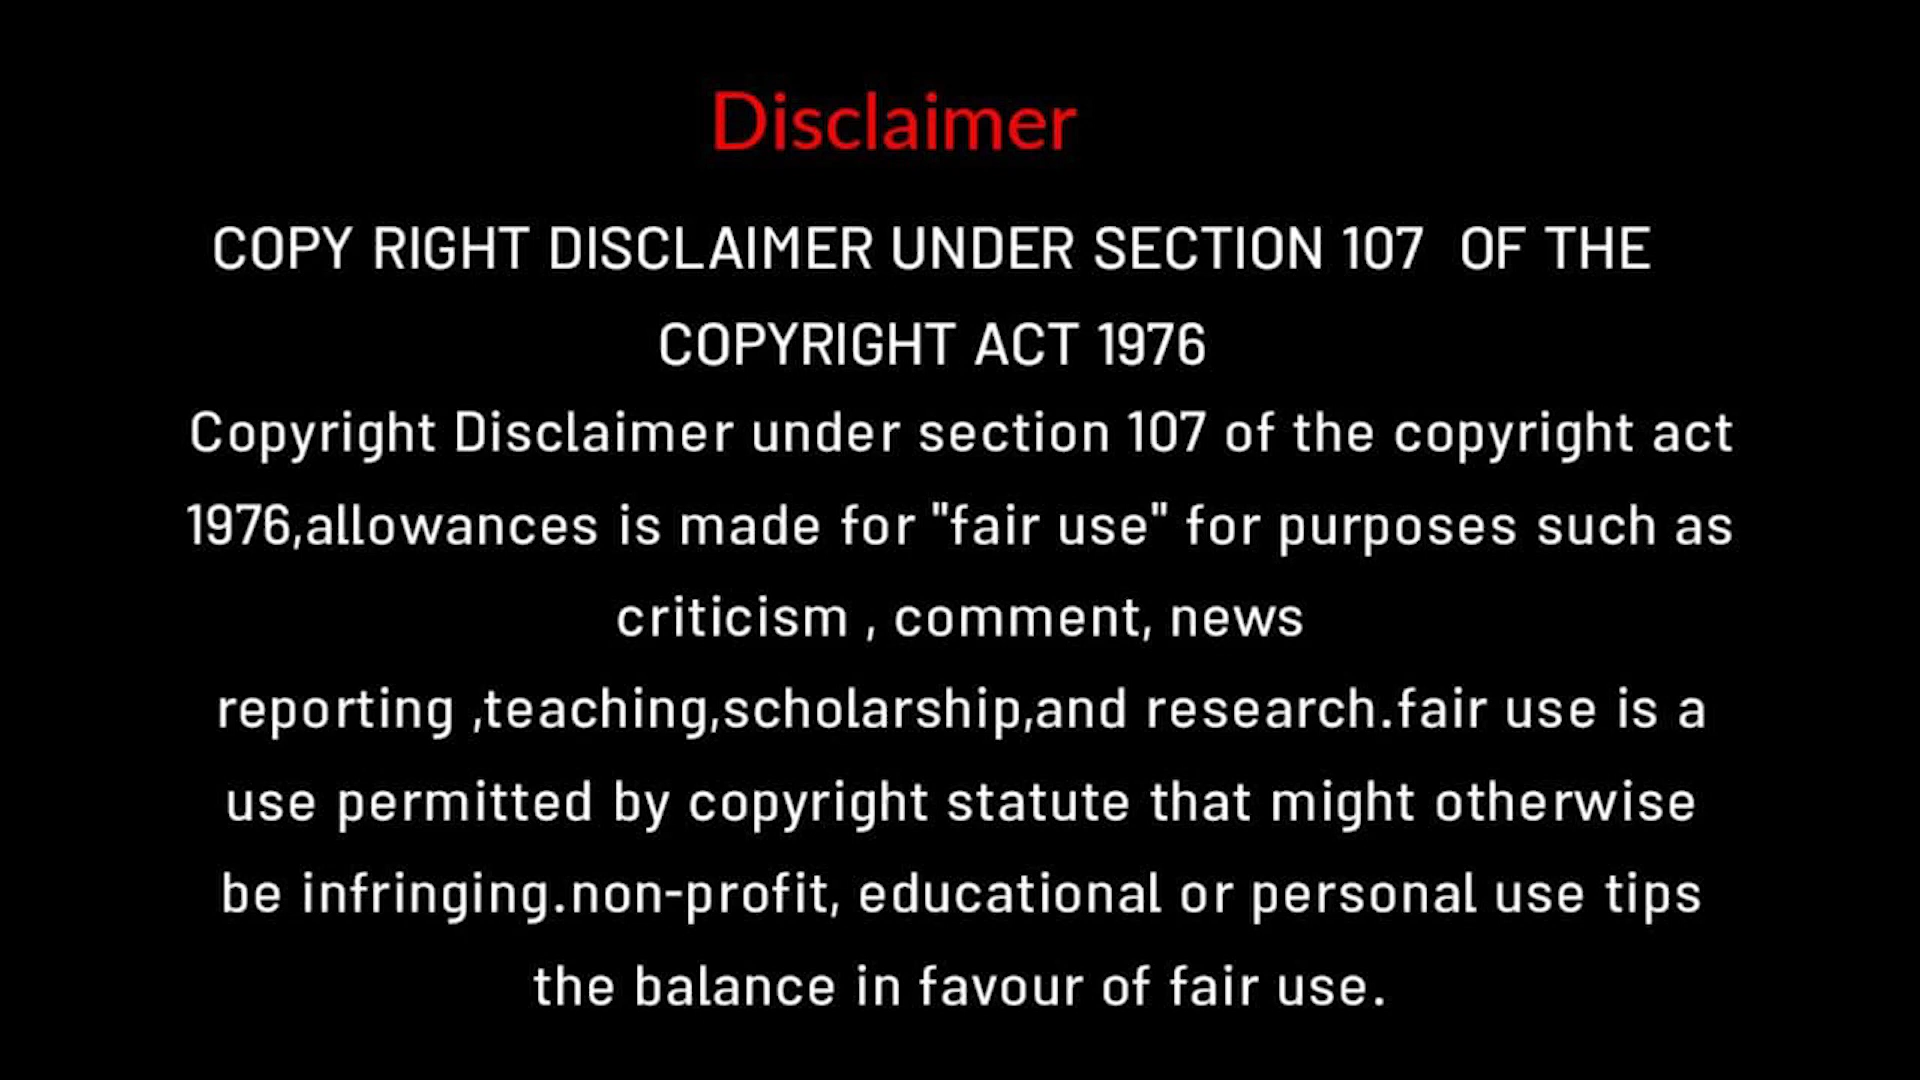 Disclaimer
COPY RIGHT DISCLAIMER UNDER SECTION 107  OF THE
COPYRIGHT ACT 1976
Copyright Disclaimer under section 107 of the copyright act
1976,allowances is made for "fair use" for purposes such as
criticism , comment, news
reporting ,teaching,scholarship,and research.fair use is a
use permitted by copyright statute that might otherwise
be infringing.non-profit, educational or personal use tips
the balance in favour of fair use.